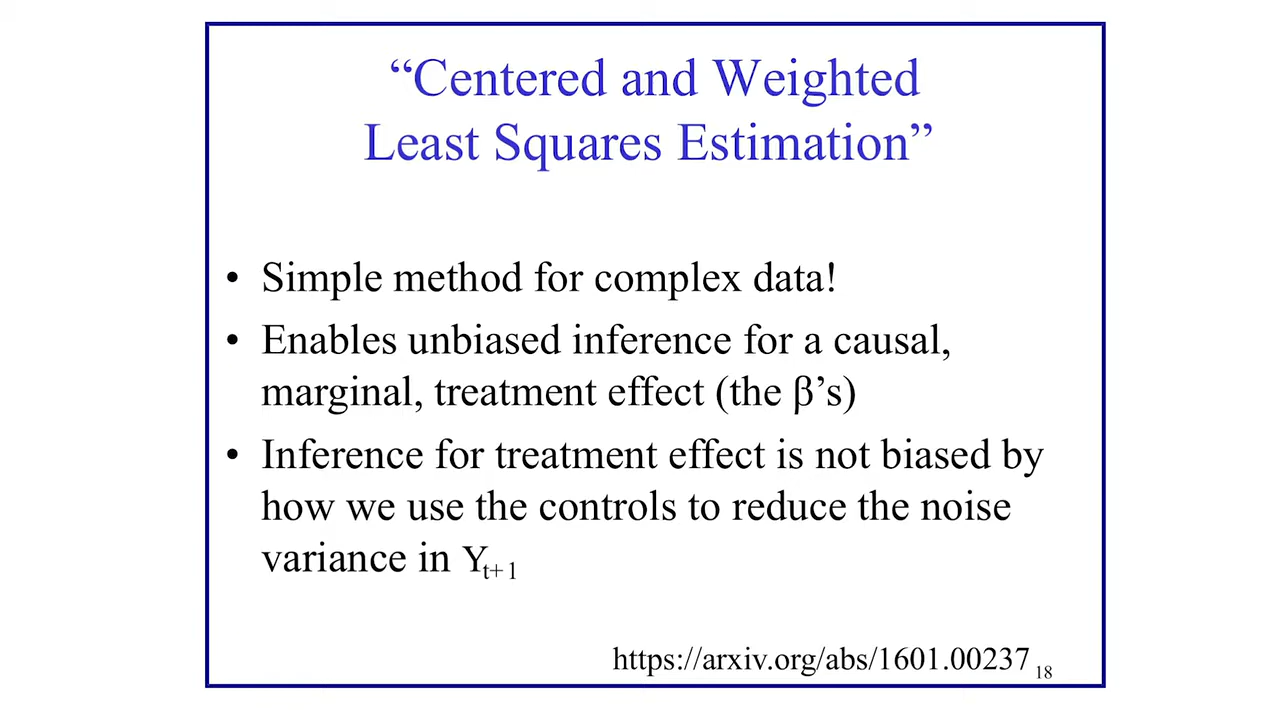 “Centered and Weighted
Least Squares Estimation”
• Simple method for complex data!
• Enables unbiased inference for a causal,
marginal, treatment effect (the β’s)
• Inference for treatment effect is not biased by
how we use the controls to reduce the noise
variance in Yt+1
https://arxiv.org/abs/1601.00237 18